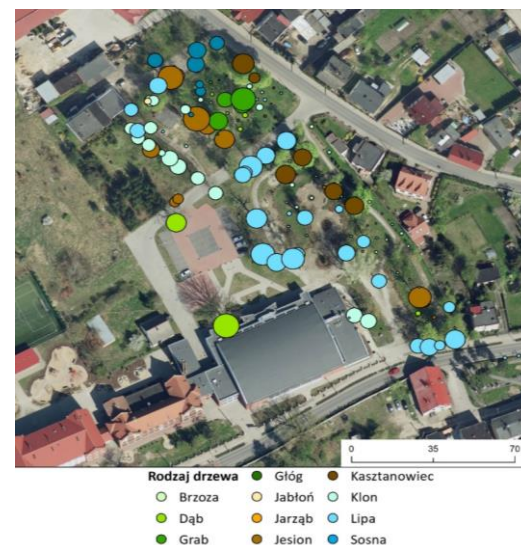 0 35 70
Rodzaj drzewa Głóg Kasztanowiec
Brzoza Jabłoń Klon
Dąb Jarząb Lipa
Grab Jesion Sosna